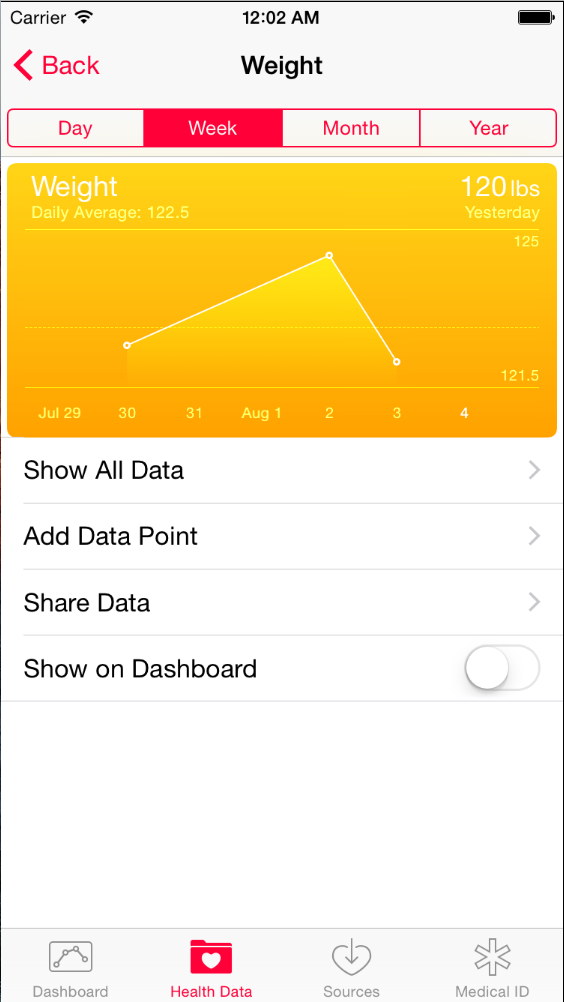 Carrier 12:02 AM
Back Weight
Day Week Month Year
Weight 120 lbs
Daily Average: 122.5 Yesterday
125
121.5
Jul 29 30 31 Aug 1 2 3 4
Show All Data
Add Data Point
Share Data
Show on Dashboard
Dashboard Health Data Sources Medical ID